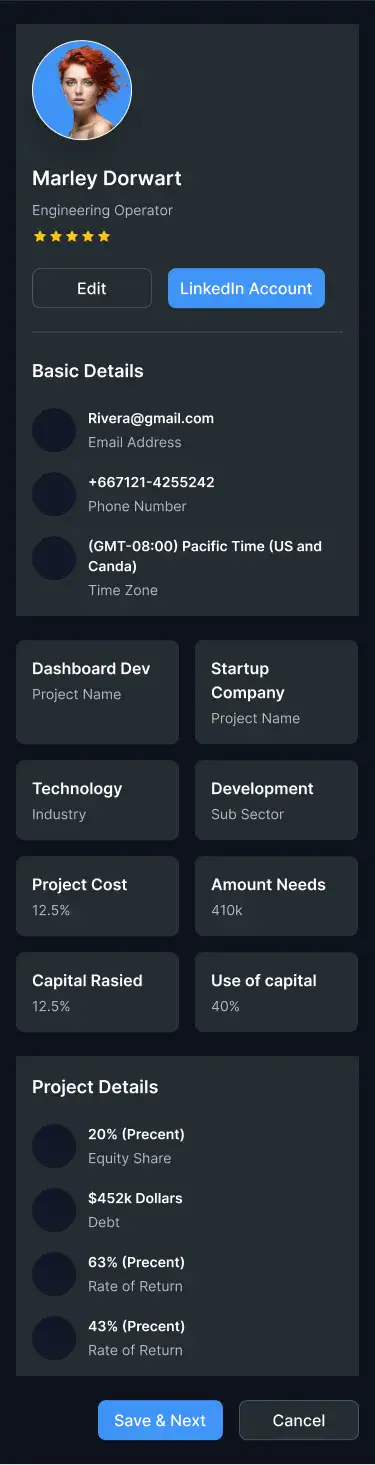 Marley Dorwart
Engineering Operator
Edit
LinkedIn Account
Basic Details
Rivera@gmail.com
Email Address
+667121-4255242
Phone Number
(GMT-08:00) Pacific Time (US and
Canda)
Time Zone
Dashboard Dev
Project Name
Startup
Company
Project Name
Technology
Industry
Development
Sub Sector
Project Cost
12.5%
Amount Needs
410k
Capital Rasied
12.5%
Use of capital
40%
Project Details
20% (Precent)
Equity Share
$452k Dollars
Debt
63% (Precent)
Rate of Return
43% (Precent)
Rate of Return
Save & Next
Cancel